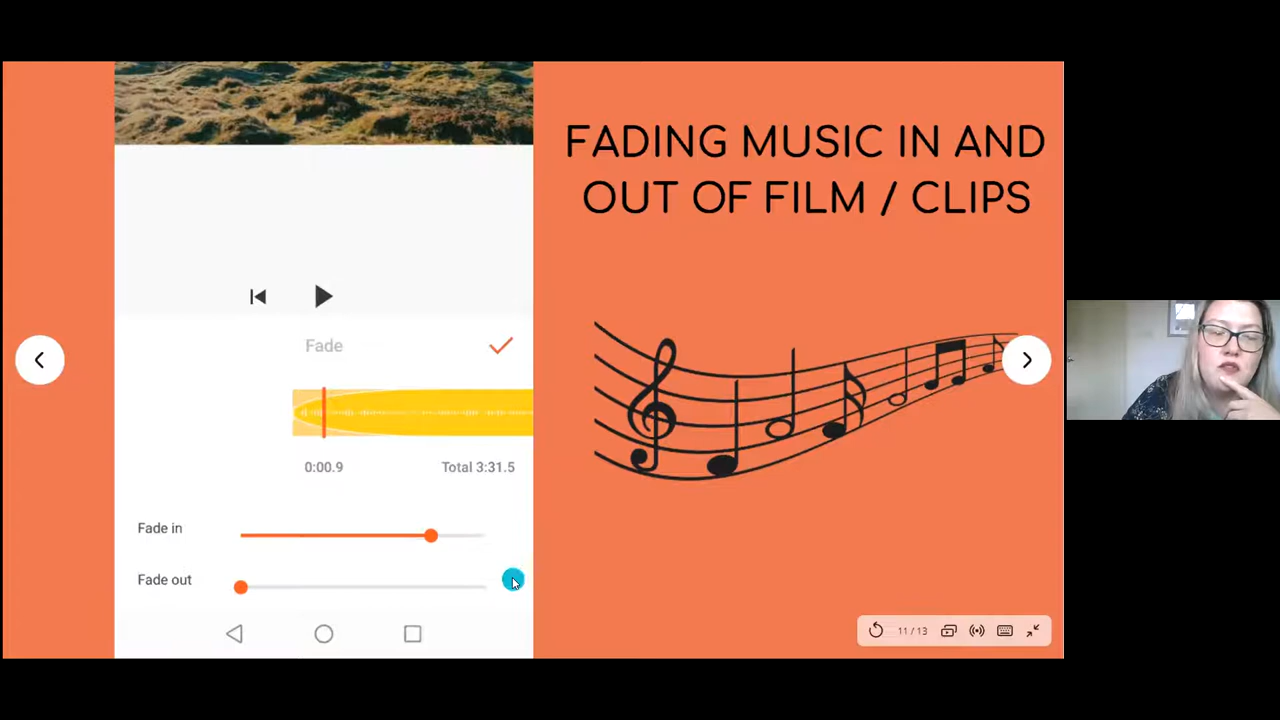 FADING MUSIC IN AND
OUT OF FILM / CLIPS
Fade
0:00.9
Total 3:31.5
Fade in
Fade out
11 / 13